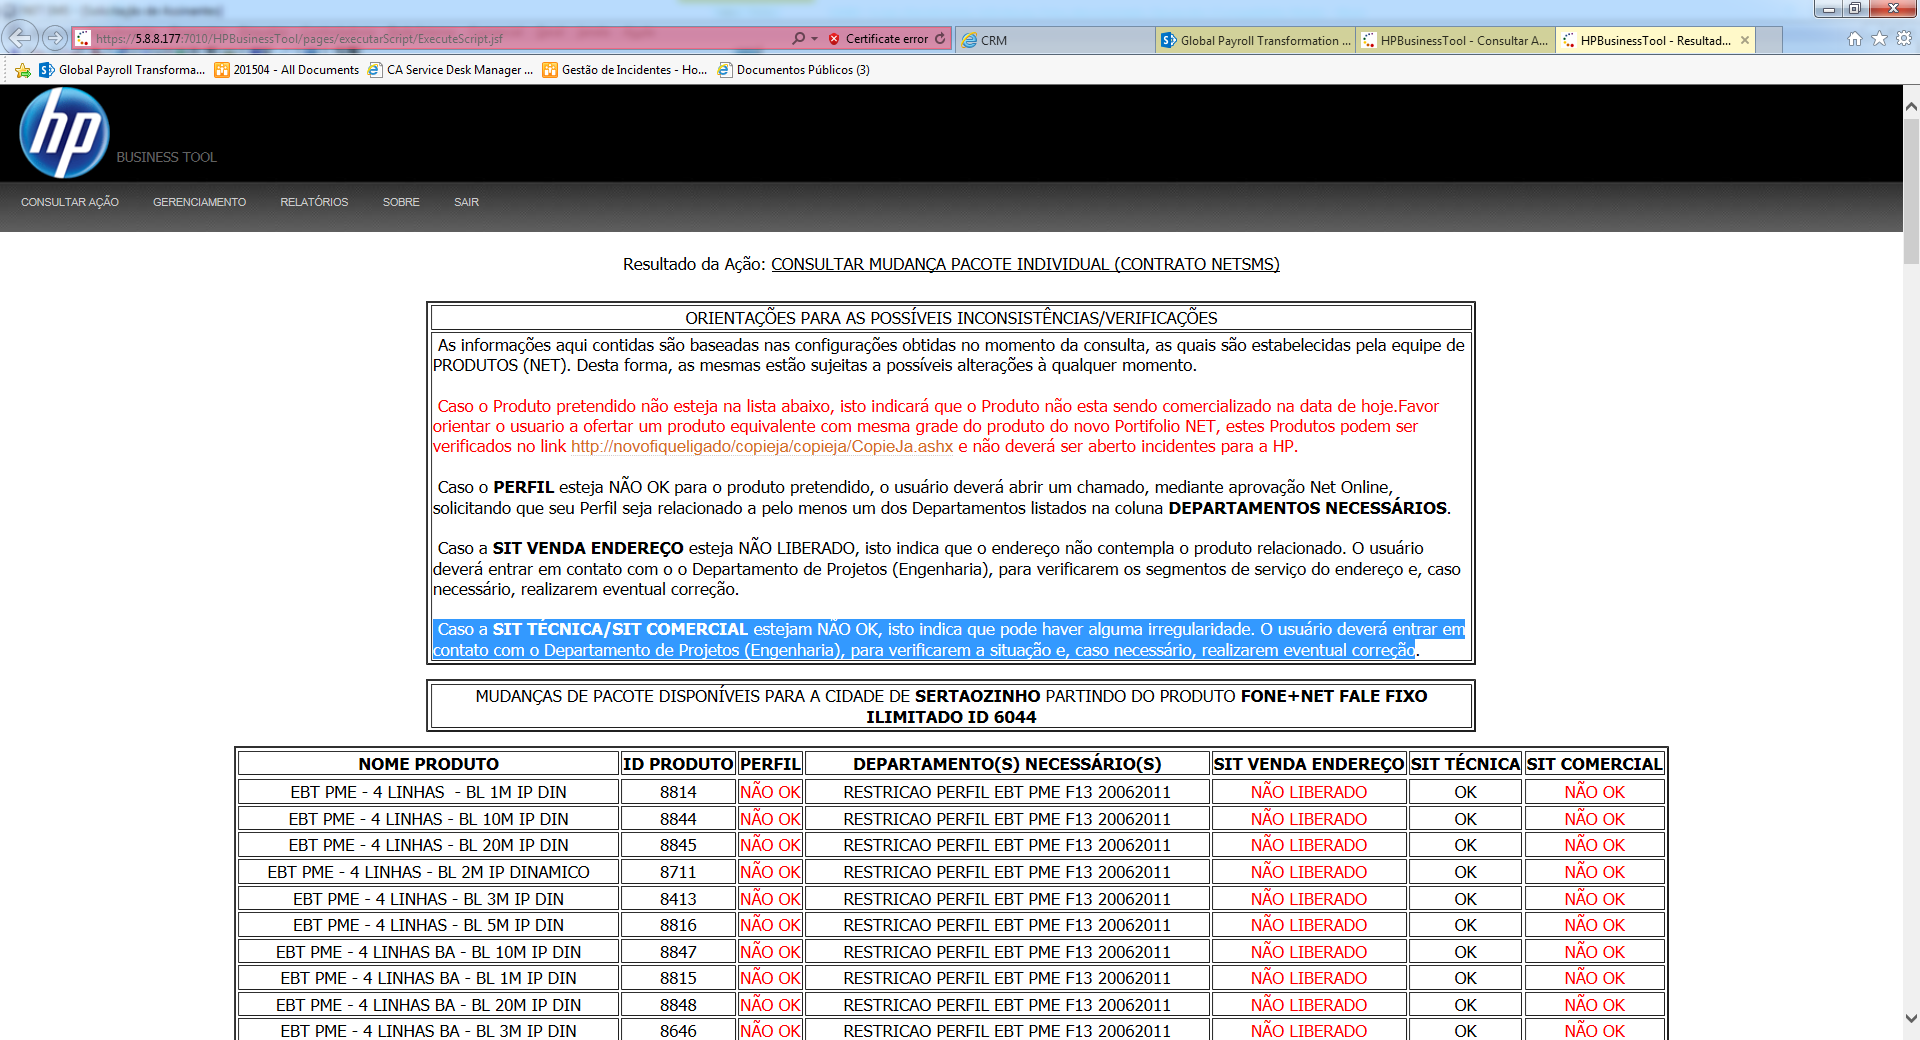 https://5.8.8.177:7010/HPBusinessTool/pages/executarScript/ExecuteScript.jsf
Certificate error
CRM
Global Payroll Transformation ...
HPBusinessTool - Consultar A...
HPBusinessTool - Resultad...
Global Payroll Transforma...
201504 - All Documents
CA Service Desk Manager ...
Gestão de Incidentes - Ho...
Documentos Públicos (3)
hp
BUSINESS TOOL
CONSULTAR AÇÃO GERENCIAMENTO RELATÓRIOS SOBRE SAIR
Resultado da Ação: CONSULTAR MUDANÇA PACOTE INDIVIDUAL (CONTRATO NETSMS)
ORIENTAÇÕES PARA AS POSSÍVEIS INCONSISTÊNCIAS/VERIFICAÇÕES
As informações aqui contidas são baseadas nas configurações obtidas no momento da consulta, as quais são estabelecidas pela equipe de
PRODUTOS (NET). Desta forma, as mesmas estão sujeitas a possíveis alterações à qualquer momento.
Caso o Produto pretendido não esteja na lista abaixo, isto indicará que o Produto não esta sendo comercializado na data de hoje.Favor
orientar o usuario a ofertar um produto equivalente com mesma grade do produto do novo Portifolio NET, estes Produtos podem ser
verificados no link http://novofiqueligado/copieja/copieja/CopieJa.ashx e não deverá ser aberto incidentes para a HP.
Caso o PERFIL esteja NÃO OK para o produto pretendido, o usuário deverá abrir um chamado, mediante aprovação Net Online,
solicitando que seu Perfil seja relacionado a pelo menos um dos Departamentos listados na coluna DEPARTAMENTOS NECESSÁRIOS.
Caso a SIT VENDA ENDEREÇO esteja NÃO LIBERADO, isto indica que o endereço não contempla o produto relacionado. O usuário
deverá entrar em contato com o o Departamento de Projetos (Engenharia), para verificarem os segmentos de serviço do endereço e, caso
necessário, realizarem eventual correção.
Caso a SIT TÉCNICA/SIT COMERCIAL estejam NÃO OK, isto indica que pode haver alguma irregularidade. O usuário deverá entrar em
contato com o Departamento de Projetos (Engenharia), para verificarem a situação e, caso necessário, realizarem eventual correção.
MUDANÇAS DE PACOTE DISPONÍVEIS PARA A CIDADE DE SERTAOZINHO PARTINDO DO PRODUTO FONE+NET FALE FIXO
ILIMITADO ID 6044
NOME PRODUTO ID PRODUTO PERFIL DEPARTAMENTO(S) NECESSÁRIO(S) SIT VENDA ENDEREÇO SIT TÉCNICA SIT COMERCIAL
EBT PME - 4 LINHAS - BL 1M IP DIN 8814 NÃO OK RESTRICAO PERFIL EBT PME F13 20062011 NÃO LIBERADO OK NÃO OK
EBT PME - 4 LINHAS - BL 10M IP DIN 8844 NÃO OK RESTRICAO PERFIL EBT PME F13 20062011 NÃO LIBERADO OK NÃO OK
EBT PME - 4 LINHAS - BL 20M IP DIN 8845 NÃO OK RESTRICAO PERFIL EBT PME F13 20062011 NÃO LIBERADO OK NÃO OK
EBT PME - 4 LINHAS - BL 2M IP DINAMICO 8711 NÃO OK RESTRICAO PERFIL EBT PME F13 20062011 NÃO LIBERADO OK NÃO OK
EBT PME - 4 LINHAS - BL 3M IP DIN 8413 NÃO OK RESTRICAO PERFIL EBT PME F13 20062011 NÃO LIBERADO OK NÃO OK
EBT PME - 4 LINHAS - BL 5M IP DIN 8816 NÃO OK RESTRICAO PERFIL EBT PME F13 20062011 NÃO LIBERADO OK NÃO OK
EBT PME - 4 LINHAS BA - BL 10M IP DIN 8847 NÃO OK RESTRICAO PERFIL EBT PME F13 20062011 NÃO LIBERADO OK NÃO OK
EBT PME - 4 LINHAS BA - BL 1M IP DIN 8815 NÃO OK RESTRICAO PERFIL EBT PME F13 20062011 NÃO LIBERADO OK NÃO OK
EBT PME - 4 LINHAS BA - BL 20M IP DIN 8848 NÃO OK RESTRICAO PERFIL EBT PME F13 20062011 NÃO LIBERADO OK NÃO OK
EBT PME - 4 LINHAS BA - BL 3M IP DIN 8646 NÃO OK RESTRICAO PERFIL EBT PME F13 20062011 NÃO LIBERADO OK NÃO OK